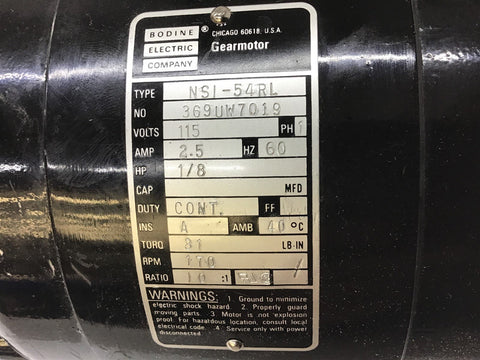 BODINE
ELECTRIC
COMPANY
®
CHICAGO 60618, U.S.A.
Gearmotor
TYPE NSI-54RL
NO 369UW7019
VOLTS 115 PH 1
AMP 2.5 HZ 60
HP 1/8
CAP MFD
DUTY CONT. FF
INS A AMB 40 °C
TORQ 81 LB-IN
RPM 170
RATIO 10 :1
WARNINGS: 1. Ground to minimize
electric shock hazard. 2. Properly guard
moving parts. 3. Motor is not explosion
proof. For hazardous location, consult local
electrical code. 4. Service only with power
disconnected.